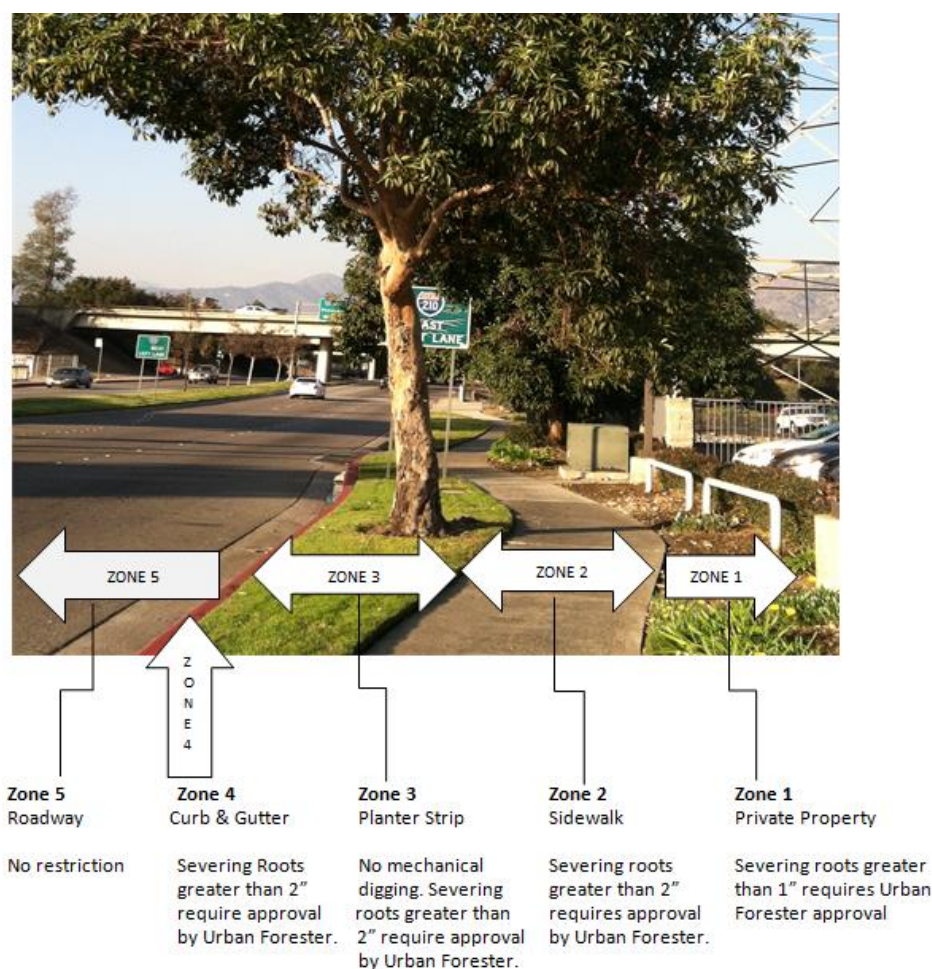 210
AST
T LANE
LEFT LANE
ZONE 5
ZONE 3
ZONE 2
ZONE 1
Z
O
N
E
4
Zone 5
Roadway
No restriction
Zone 4
Curb & Gutter
Severing Roots
greater than 2”
require approval
by Urban Forester.
Zone 3
Planter Strip
No mechanical
digging. Severing
roots greater than
2” require approval
by Urban Forester.
Zone 2
Sidewalk
Severing roots
greater than 2”
requires approval
by Urban Forester.
Zone 1
Private Property
Severing roots greater
than 1” requires Urban
Forester approval